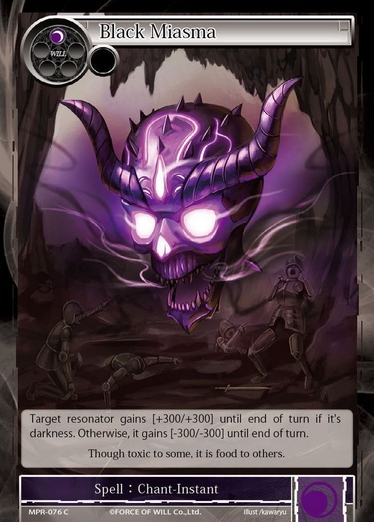 Black Miasma
WILL
Target resonator gains [+300/+300] until end of turn if it's
darkness. Otherwise, it gains [-300/-300] until end of turn.
Though toxic to some, it is food to others.
Spell : Chant-Instant
MPR-076 C ©FORCE OF WILL Co.,Ltd. Illust /kawaryu